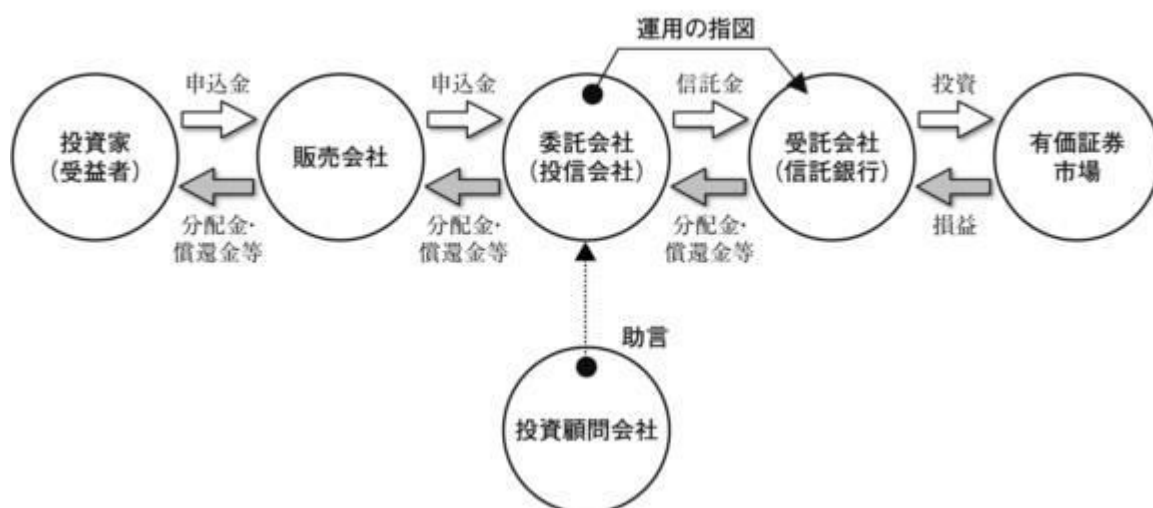 運用の指図
申込金
申込金
信託金
投資
投資家
(受益者)
販売会社
委託会社
(投信会社)
受託会社
(信託銀行)
有価証券
市場
分配金・
償還金等
分配金・
償還金等
分配金・
償還金等
損益
助言
投資顧問会社